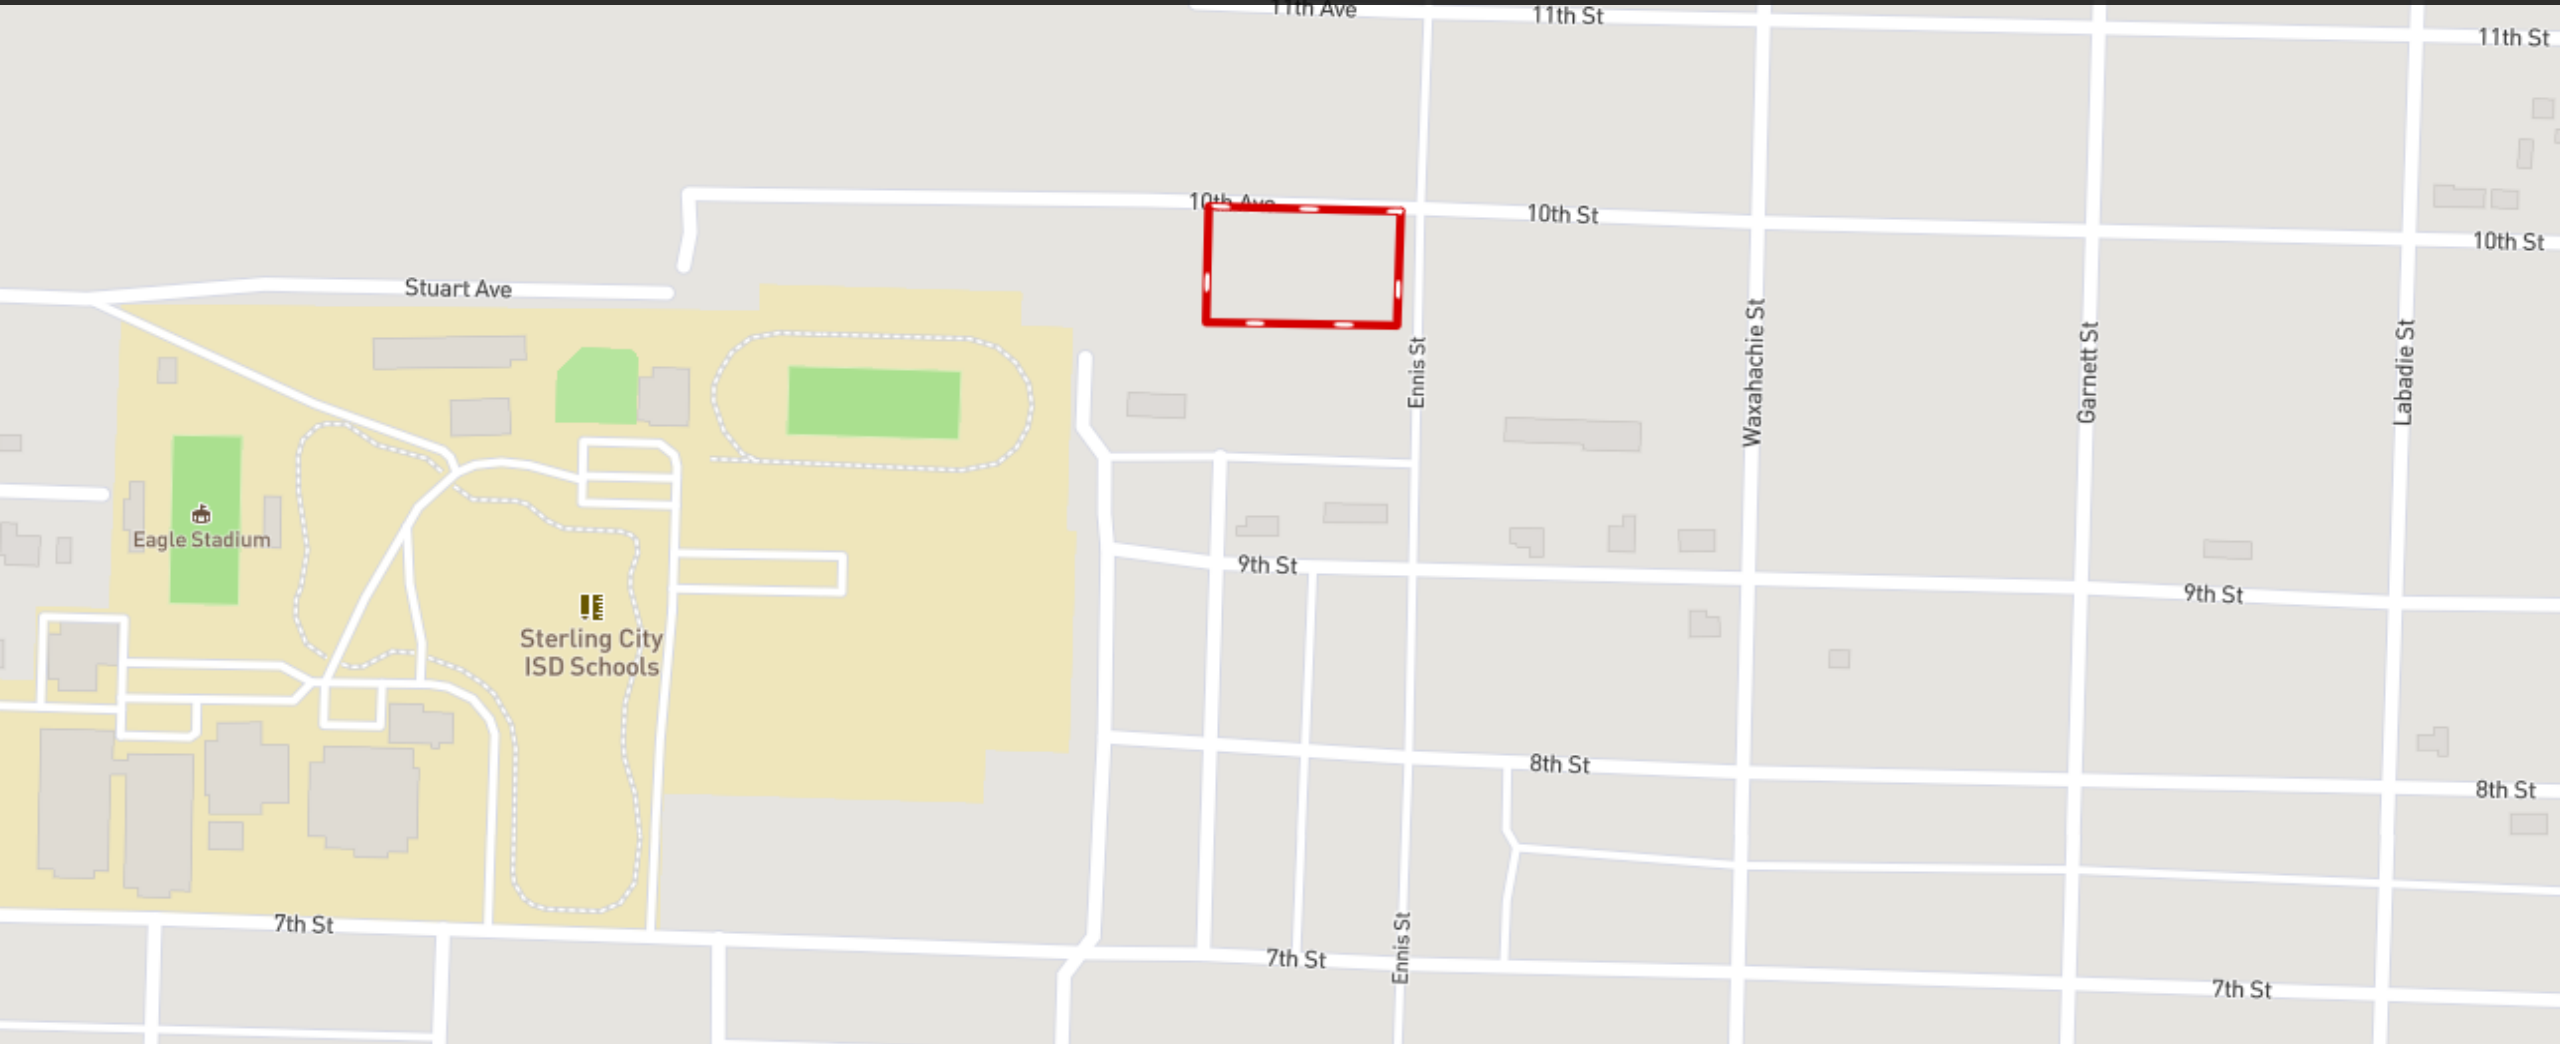 11th Ave
11th St
11th St
10th Ave
10th St
10th St
Stuart Ave
Ennis St
Waxahachie St
Garnett St
Labadie St
Eagle Stadium
9th St
9th St
Sterling City
ISD Schools
8th St
8th St
7th St
7th St
Ennis St
7th St